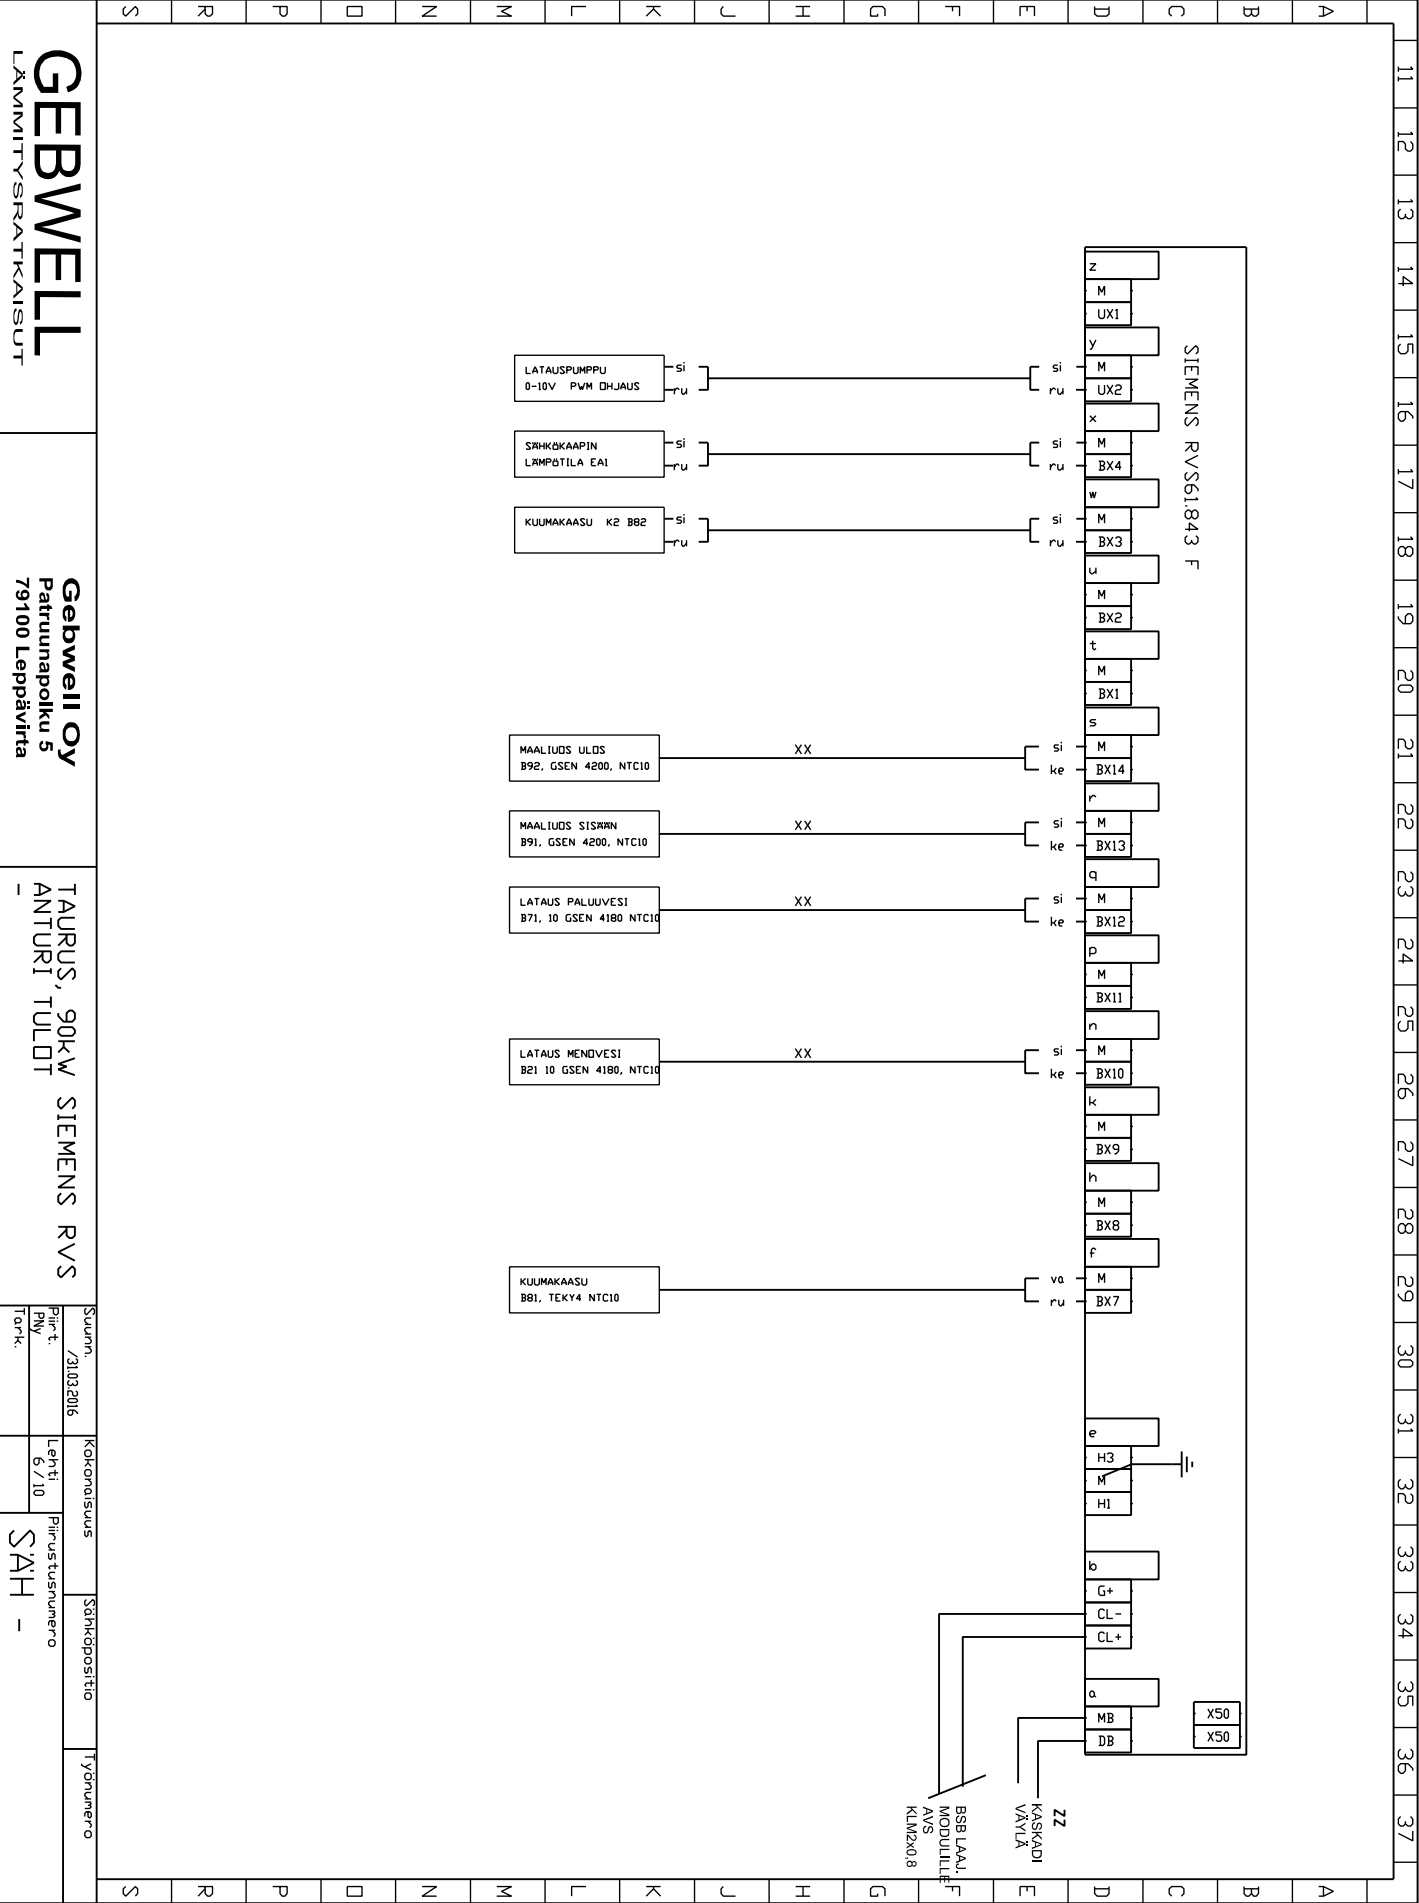 S R P O N M L K J H G F E D C B A
11
12
13
14
15
16
17
18
19
20
21
22
23
24
25
26
27
28
29
30
31
32
33
34
35
36
37
SIEMENS RVS61.843 F
z
M
UX1
y
LATAUSPUMPPU
0-10V PWM OHJAUS
si
ru
si
ru
M
UX2
x
SÄHKÖKAAPIN
LÄMPÖTILA EA1
si
ru
si
ru
M
BX4
w
KUUMAKAASU K2 B82
si
ru
si
ru
M
BX3
u
M
BX2
t
M
BX1
s
MAALIUOS ULOS
B92, GSEN 4200, NTC10
XX
si
ke
M
BX14
r
MAALIUOS SISÄÄN
B91, GSEN 4200, NTC10
XX
si
ke
M
BX13
q
LATAUS PALUUVESI
B71, 10 GSEN 4180 NTC10
XX
si
ke
M
BX12
p
M
BX11
n
LATAUS MENOVESI
B21 10 GSEN 4180, NTC10
XX
si
ke
M
BX10
k
M
BX9
h
M
BX8
f
KUUMAKAASU
B81, TEKY4 NTC10
va
ru
M
BX7
e
H3
M
H1
b
G+
CL-
CL+
a
MB
DB
X50
X50
ZZ
KASKADI
VÄYLÄ
BSB LAAJ.
MODUULILLE
AVS
KLM2x0,8
S R P O N M L K J H G F E D C B A
GEBWELL
LÄMMITYSRATKAISUT
Gebwell Oy
Patruunapolku 5
79100 Leppävirta
TAURUS, 90kW SIEMENS RVS
ANTURI TULOT
-
Suunn.
/31.03.2016
Piirt.
PNy
Tark.
Kokonaisuus
Lehti
6/10
Sähköpositio
Piirustusnumero
SÄH -
Työnumero